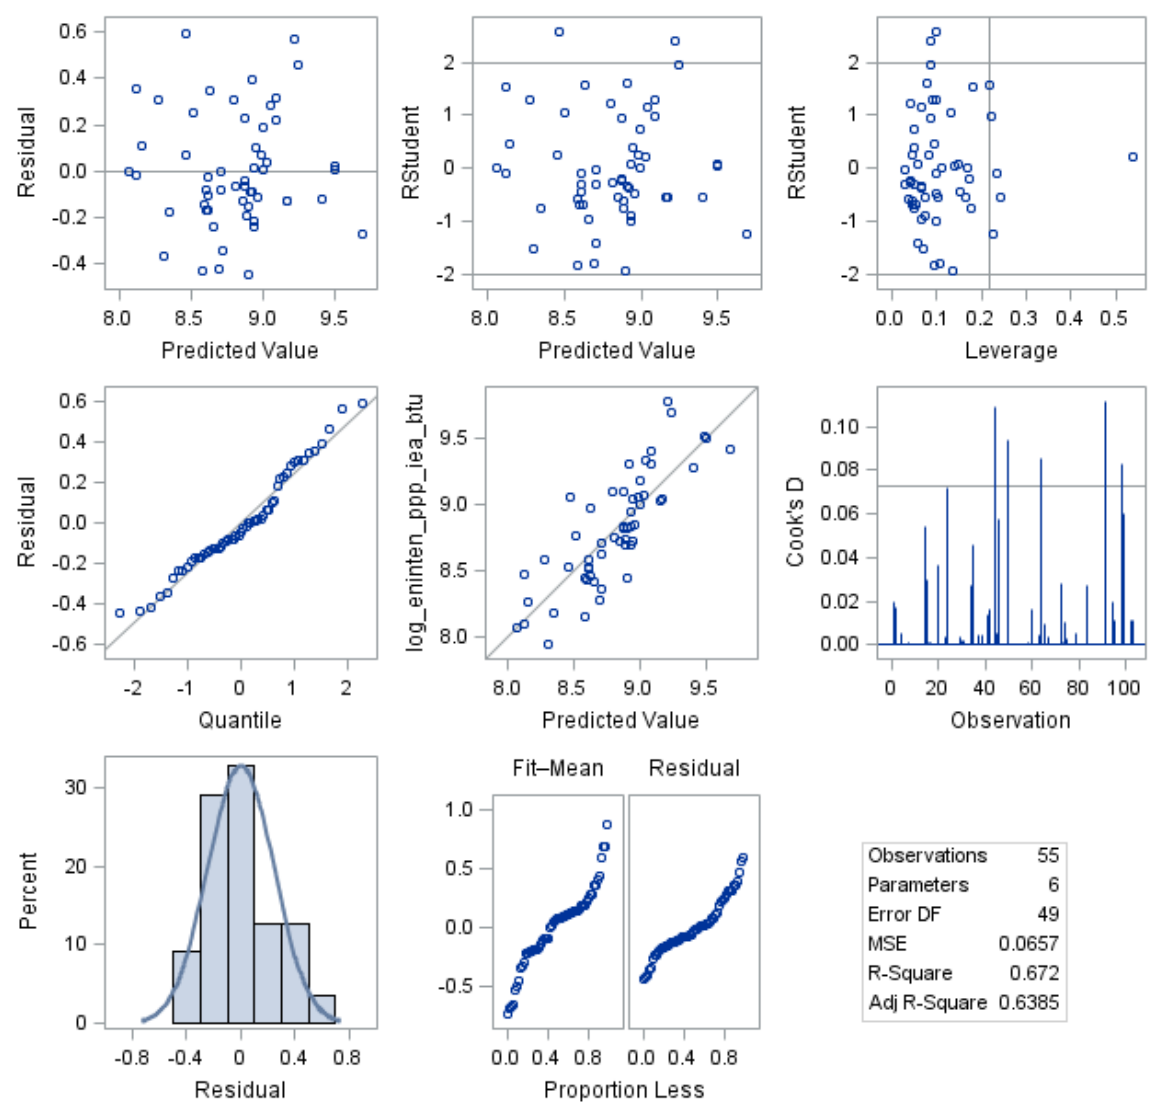 Residual
0.6
0.4
0.2
0.0
-0.2
-0.4
8.0 8.5 9.0 9.5
Predicted Value
RStudent
2
1
0
-1
-2
8.0 8.5 9.0 9.5
Predicted Value
RStudent
2
1
0
-1
-2
0.0 0.1 0.2 0.3 0.4 0.5
Leverage
Residual
0.6
0.4
0.2
0.0
-0.2
-0.4
-0.6
-2 -1 0 1 2
Quantile
log_eninten_ppp_iea_btu
9.5
9.0
8.5
8.0
8.0 8.5 9.0 9.5
Predicted Value
Cook's D
0.10
0.08
0.06
0.04
0.02
0.00
0 20 40 60 80 100
Observation
Percent
30
20
10
0
-0.8 -0.4 0 0.4 0.8
Residual
Fit–Mean Residual
1.0
0.5
0.0
-0.5
0.0 0.4 0.8 0.0 0.4 0.8
Proportion Less
Observations 55
Parameters 6
Error DF 49
MSE 0.0657
R-Square 0.672
Adj R-Square 0.6385